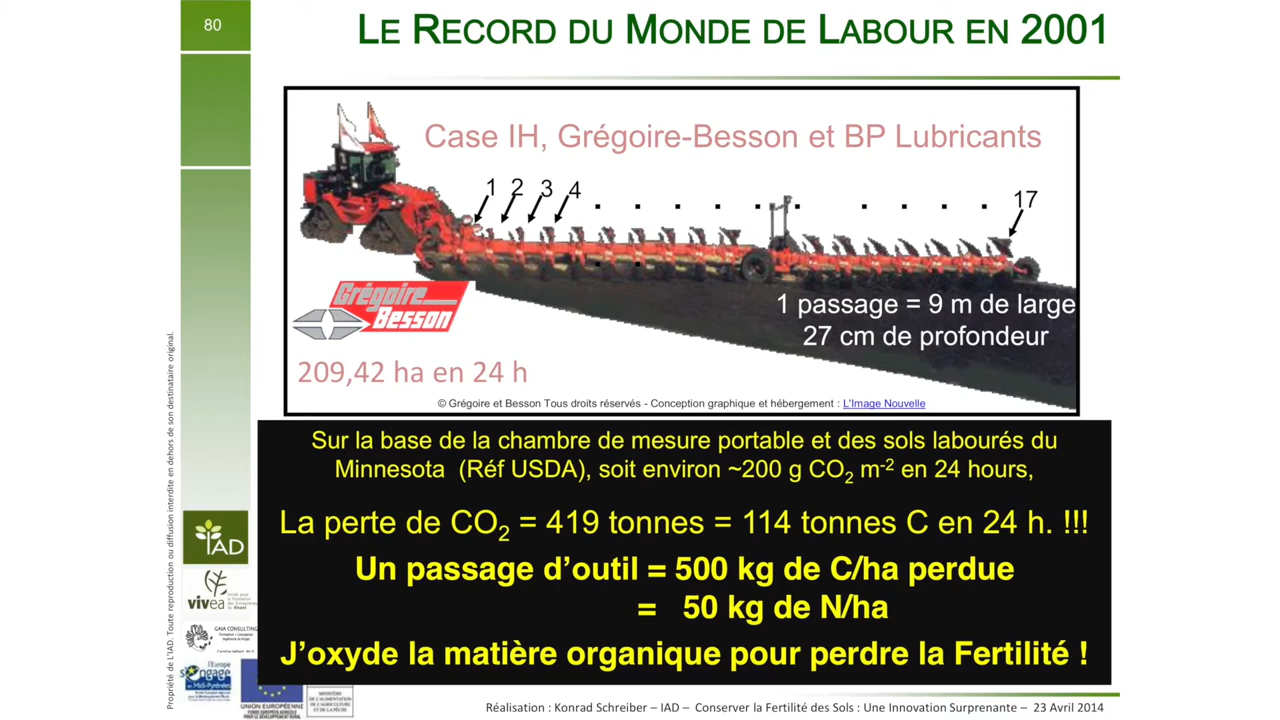 80
LE RECORD DU MONDE DE LABOUR EN 2001
Case IH, Grégoire-Besson et BP Lubricants
1 2 3 4 . . . . . . . . . . 17
Grégoire
Besson
1 passage = 9 m de large
27 cm de profondeur
209,42 ha en 24 h
© Grégoire et Besson Tous droits réservés - Conception graphique et hébergement : L'Image Nouvelle
Sur la base de la chambre de mesure portable et des sols labourés du
Minnesota (Réf USDA), soit environ ~200 g CO2 m-2 en 24 hours,
La perte de CO2 = 419 tonnes = 114 tonnes C en 24 h. !!!
Un passage d'outil = 500 kg de C/ha perdue
= 50 kg de N/ha
J'oxyde la matière organique pour perdre la Fertilité !
Propriété de L'IAD. Toute reproduction ou diffusion interdite en dehors de son destinataire original.
IAD
vivea
GAIA CONSULTING
l'Europe
s'engage
en Midi-Pyrénées
UNION EUROPÉENNE
Réalisation : Konrad Schreiber – IAD – Conserver la Fertilité des Sols : Une Innovation Surprenante – 23 Avril 2014